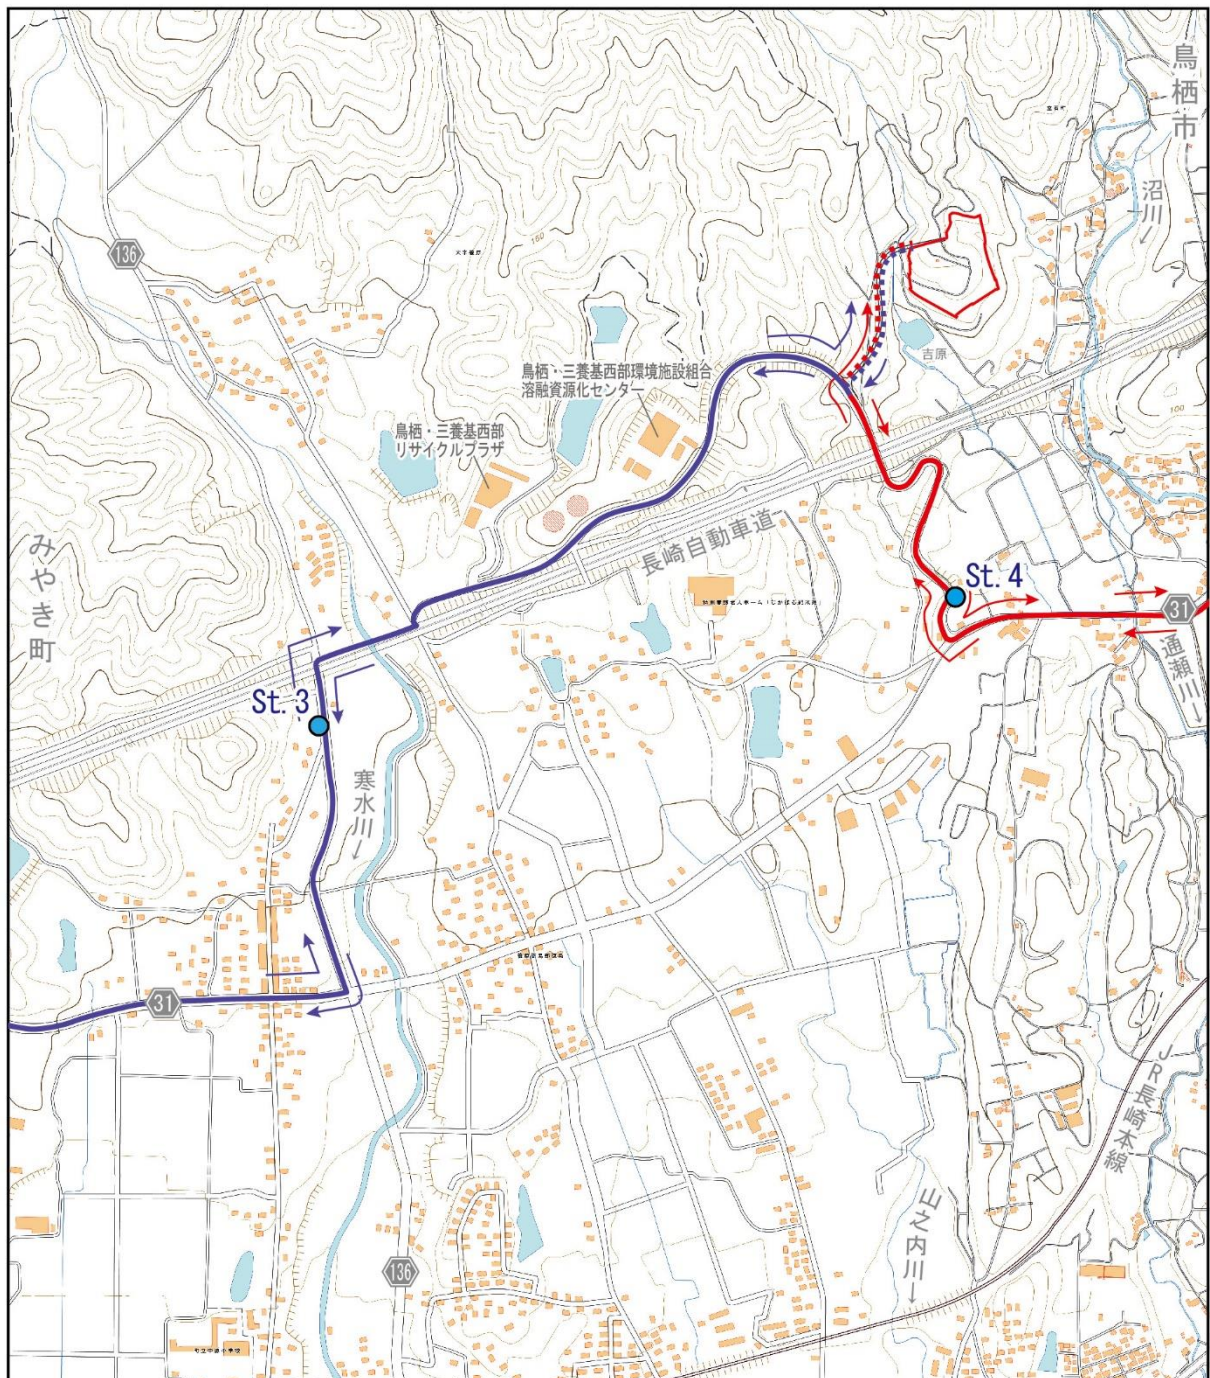 鳥栖市
沼川
136
160
鳥栖・三養基西部環境施設組合
溶融資源化センター
吉原
100
鳥栖・三養基西部
リサイクルプラザ
みやき町
長崎自動車道
St. 4
31
通瀬川
St. 3
寒水川
31
JR長崎本線
山之内川
136